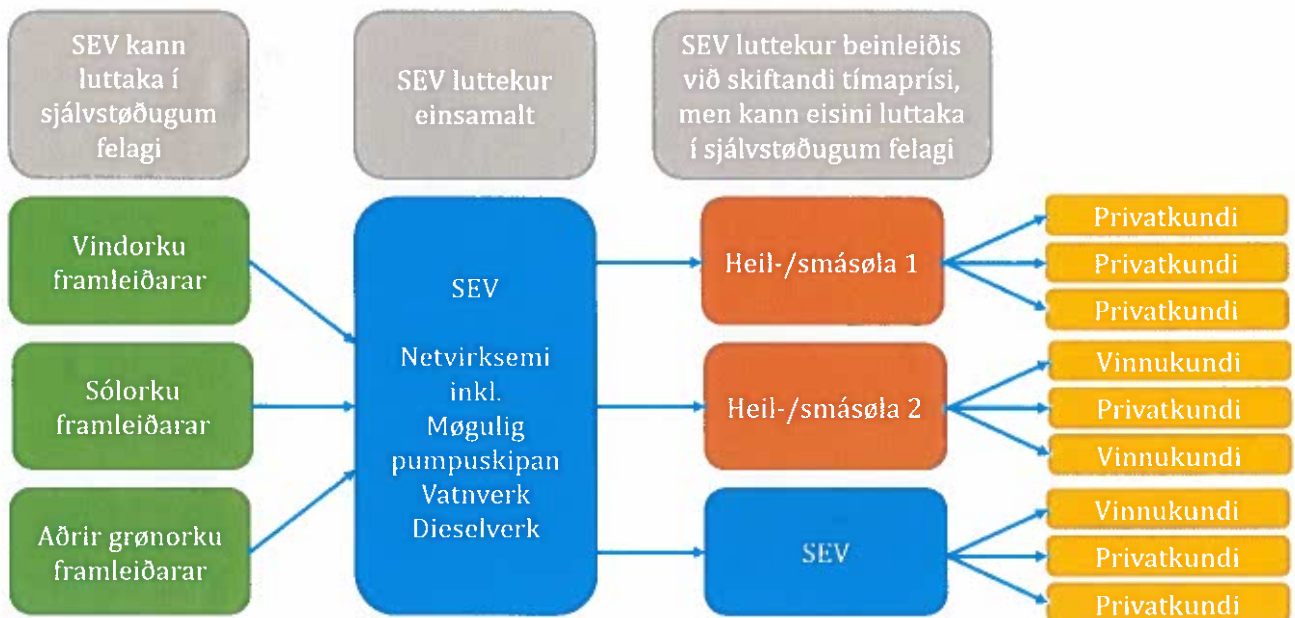 SEV kann
luttaka í
sjálvstøðugum
felagi
SEV luttekur
einsamalt
SEV luttekur beinleiðis
við skiftandi tímaprísi,
men kann eisini luttaka
í sjálvstøðugum felagi
Vindorku
framleiðarar
Sólorku
framleiðarar
Aðrir grønorku
framleiðarar
SEV
Netvirksemi
inkl.
Møgulig
pumpuskipan
Vatnverk
Dieselverk
Heil-/smásøla 1
Heil-/smásøla 2
SEV
Privatkundi
Privatkundi
Privatkundi
Vinnukundi
Privatkundi
Vinnukundi
Vinnukundi
Privatkundi
Privatkundi